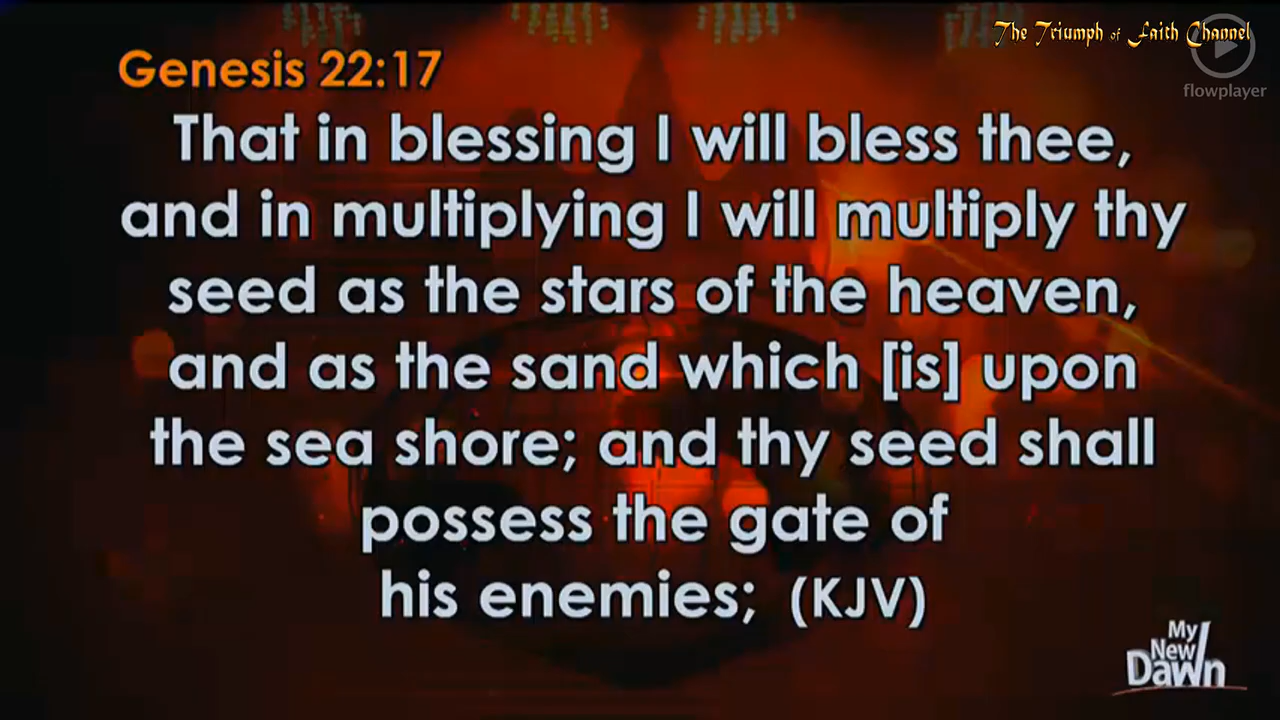 The Triumph of Faith Channel
flowplayer
Genesis 22:17
That in blessing I will bless thee,
and in multiplying I will multiply thy
seed as the stars of the heaven,
and as the sand which [is] upon
the sea shore; and thy seed shall
possess the gate of
his enemies; (KJV)
My
New
Dawn